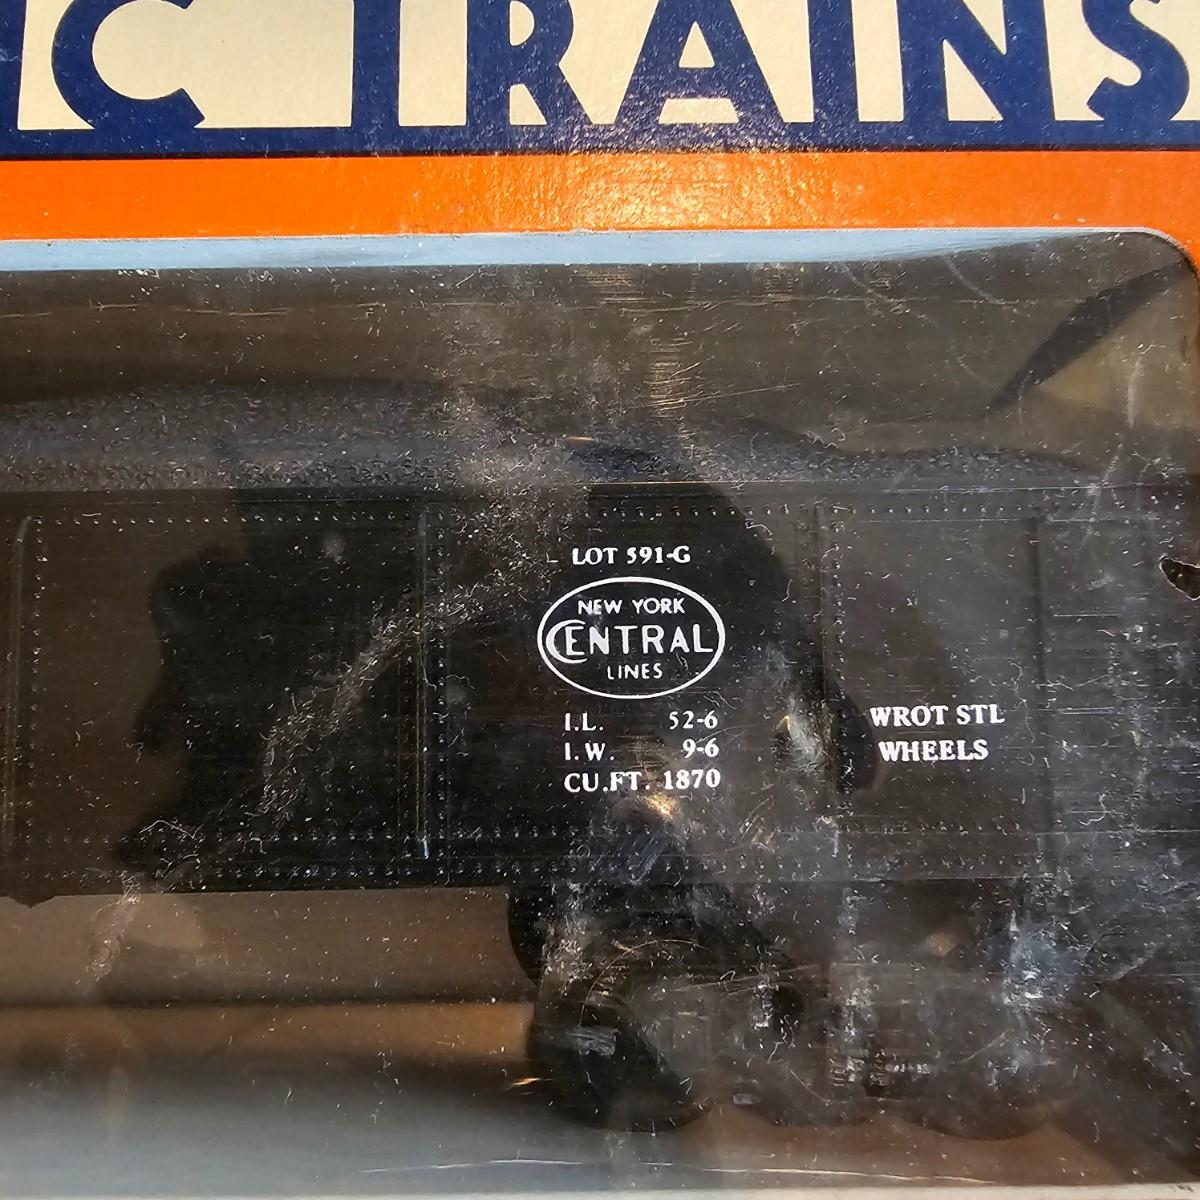 C TRAINS
LOT 591-G
NEW YORK
CENTRAL
LINES
I.L. 52-6
I.W. 9-6
CU.FT. 1870
WROT STL
WHEELS